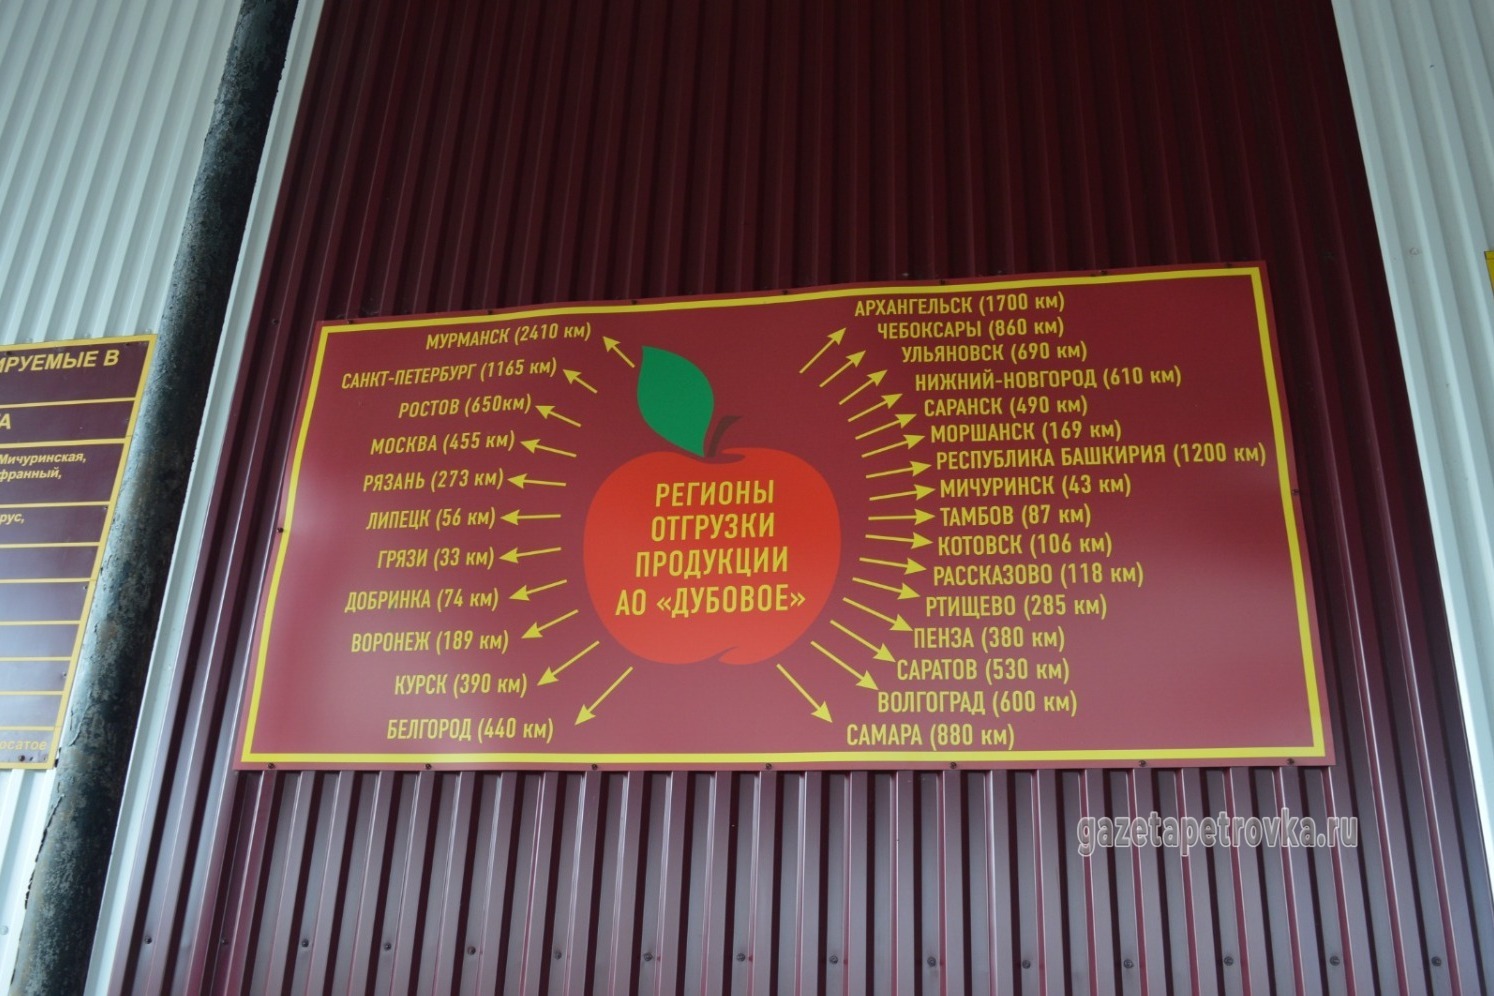 ИРУЕМЫЕ В
Мичуринская,
МУРМАНСК (2410 км)
САНКТ-ПЕТЕРБУРГ (1165 км)
РОСТОВ (650км)
МОСКВА (455 км)
РЯЗАНЬ (273 км)
ЛИПЕЦК (56 км)
ГРЯЗИ (33 км)
ДОБРИНКА (74 км)
ВОРОНЕЖ (189 км)
КУРСК (390 км)
БЕЛГОРОД (440 км)
РЕГИОНЫ
ОТГРУЗКИ
ПРОДУКЦИИ
АО «ДУБОВОЕ»
АРХАНГЕЛЬСК (1700 км)
ЧЕБОКСАРЫ (860 км)
УЛЬЯНОВСК (690 км)
НИЖНИЙ-НОВГОРОД (610 км)
САРАНСК (490 км)
МОРШАНСК (169 км)
РЕСПУБЛИКА БАШКИРИЯ (1200 км)
МИЧУРИНСК (43 км)
ТАМБОВ (87 км)
КОТОВСК (106 км)
РАССКАЗОВО (118 км)
РТИЩЕВО (285 км)
ПЕНЗА (380 км)
САРАТОВ (530 км)
ВОЛГОГРАД (600 км)
САМАРА (880 км)
gazetapetrovka.ru